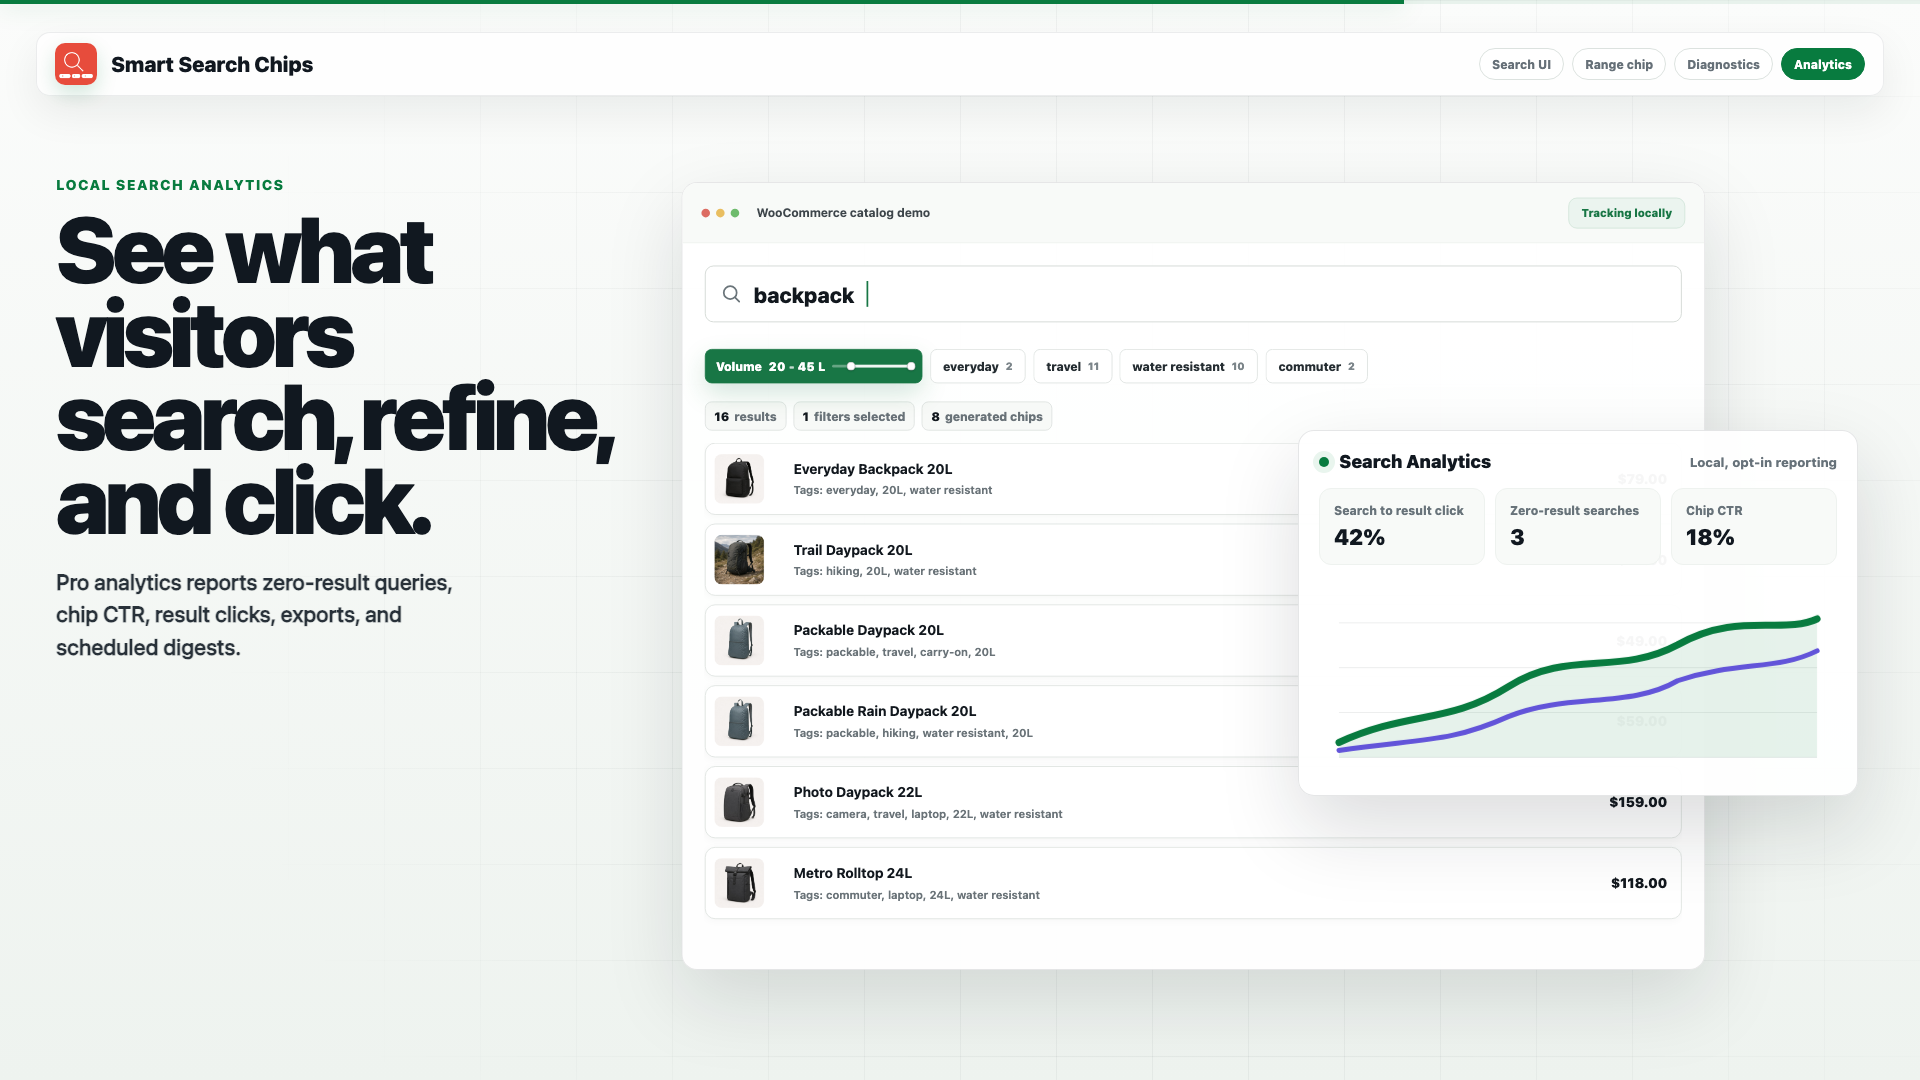 Smart Search Chips
Search UI
Range chip
Diagnostics
Analytics
LOCAL SEARCH ANALYTICS
See what
visitors
search, refine,
and click.
Pro analytics reports zero-result queries,
chip CTR, result clicks, exports, and
scheduled digests.
WooCommerce catalog demo
Tracking locally
backpack
Volume 20 - 45 L
everyday 2
travel 11
water resistant 10
commuter 2
16 results
1 filters selected
8 generated chips
Everyday Backpack 20L
Tags: everyday, 20L, water resistant
$79.00
Trail Daypack 20L
Tags: hiking, 20L, water resistant
Packable Daypack 20L
Tags: packable, travel, carry-on, 20L
$49.00
Packable Rain Daypack 20L
Tags: packable, hiking, water resistant, 20L
$59.00
Photo Daypack 22L
Tags: camera, travel, laptop, 22L, water resistant
$159.00
Metro Rolltop 24L
Tags: commuter, laptop, 24L, water resistant
$118.00
Search Analytics
Local, opt-in reporting
Search to result click
42%
Zero-result searches
3
Chip CTR
18%